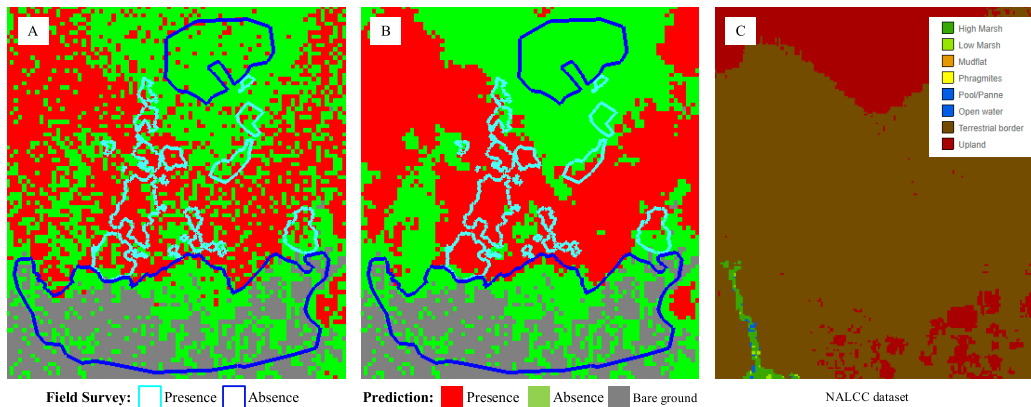 A
B
C
High Marsh
Low Marsh
Mudflat
Phragmites
Pool/Panne
Open water
Terrestrial border
Upland
Field Survey: Presence Absence Prediction: Presence Absence Bare ground
NALCC dataset